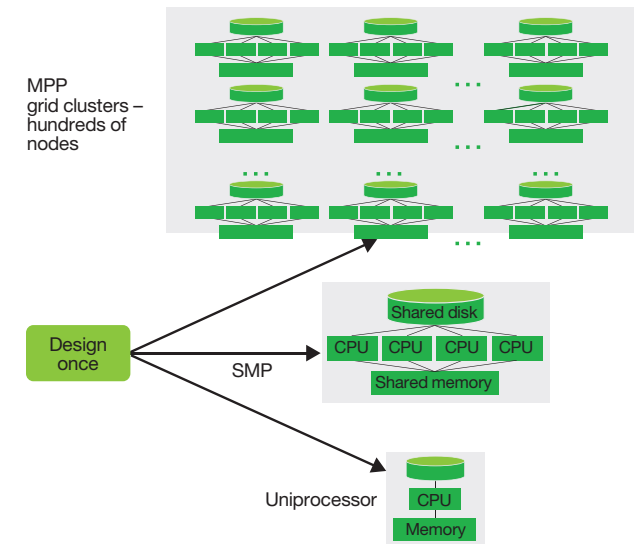 MPP
grid clusters –
hundreds of
nodes
...
...
... ... ...
...
Design
once
SMP
Shared disk
CPU CPU CPU CPU
Shared memory
Uniprocessor
CPU
Memory